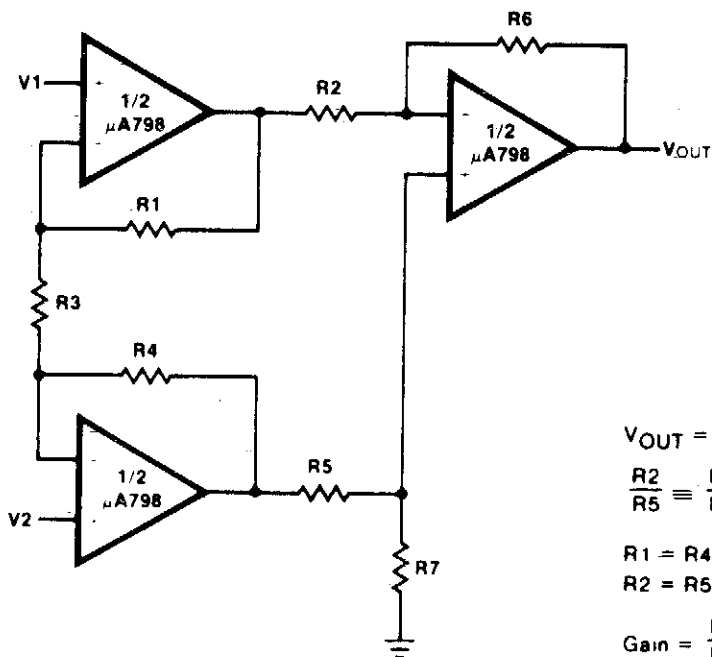 R6
V1
+
1/2
μA798
-
R2
-
1/2
μA798
+
VOUT
R1
R3
R4
-
1/2
μA798
+
V2
R5
R7
VOUT =
R2
R5 ≡
R1 = R4
R2 = R5
Gain =